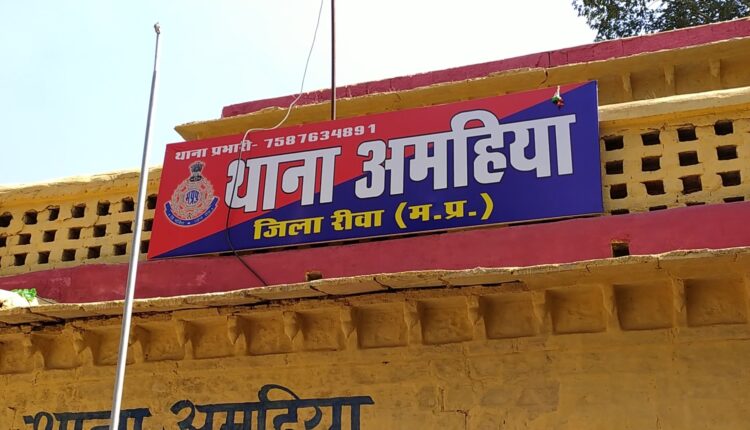 थाना प्रभारी- 7587634891
थाना अमहिया
जिला रीवा (म.प्र.)
थाना अमहिया